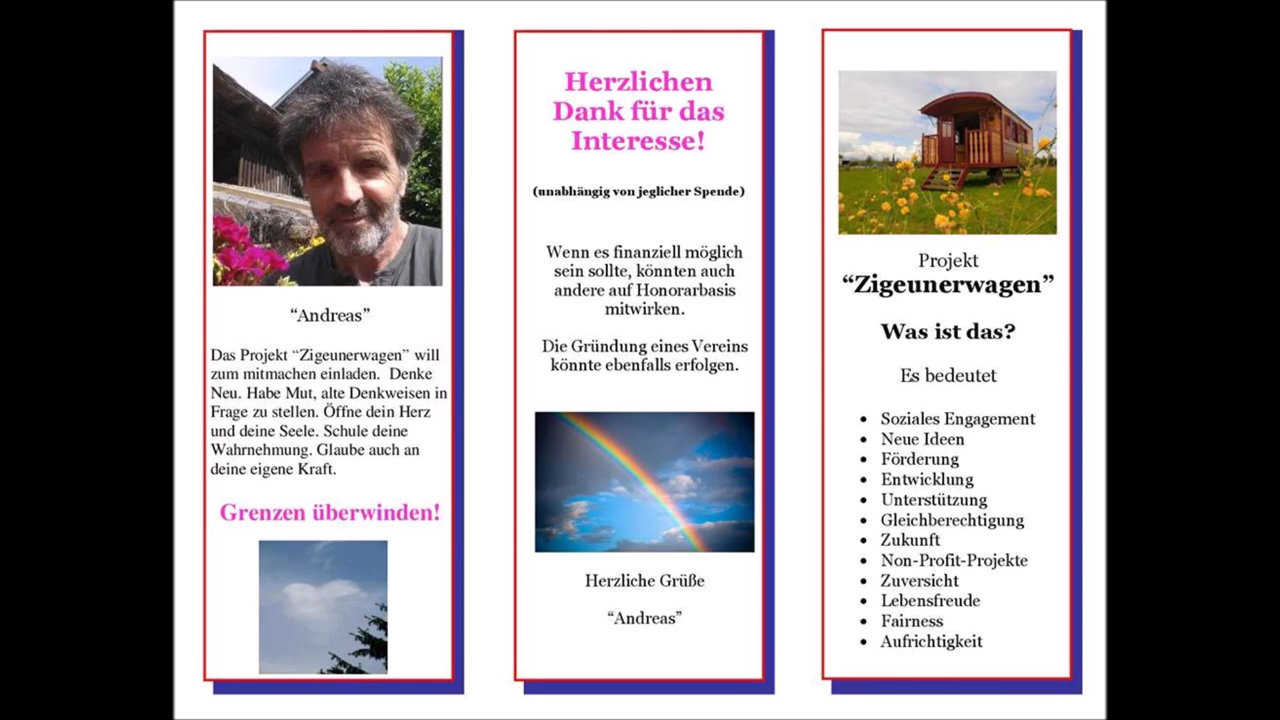 “Andreas”
Das Projekt “Zigeunerwagen” will
zum mitmachen einladen. Denke
Neu. Habe Mut, alte Denkweisen in
Frage zu stellen. Öffne dein Herz
und deine Seele. Schule deine
Wahrnehmung. Glaube auch an
deine eigene Kraft.
Grenzen überwinden!
Herzlichen
Dank für das
Interesse!
(unabhängig von jeglicher Spende)
Wenn es finanziell möglich
sein sollte, könnten auch
andere auf Honorarbasis
mitwirken.
Die Gründung eines Vereins
könnte ebenfalls erfolgen.
Herzliche Grüße
“Andreas”
Projekt
“Zigeunerwagen”
Was ist das?
Es bedeutet
• Soziales Engagement
• Neue Ideen
• Förderung
• Entwicklung
• Unterstützung
• Gleichberechtigung
• Zukunft
• Non-Profit-Projekte
• Zuversicht
• Lebensfreude
• Fairness
• Aufrichtigkeit